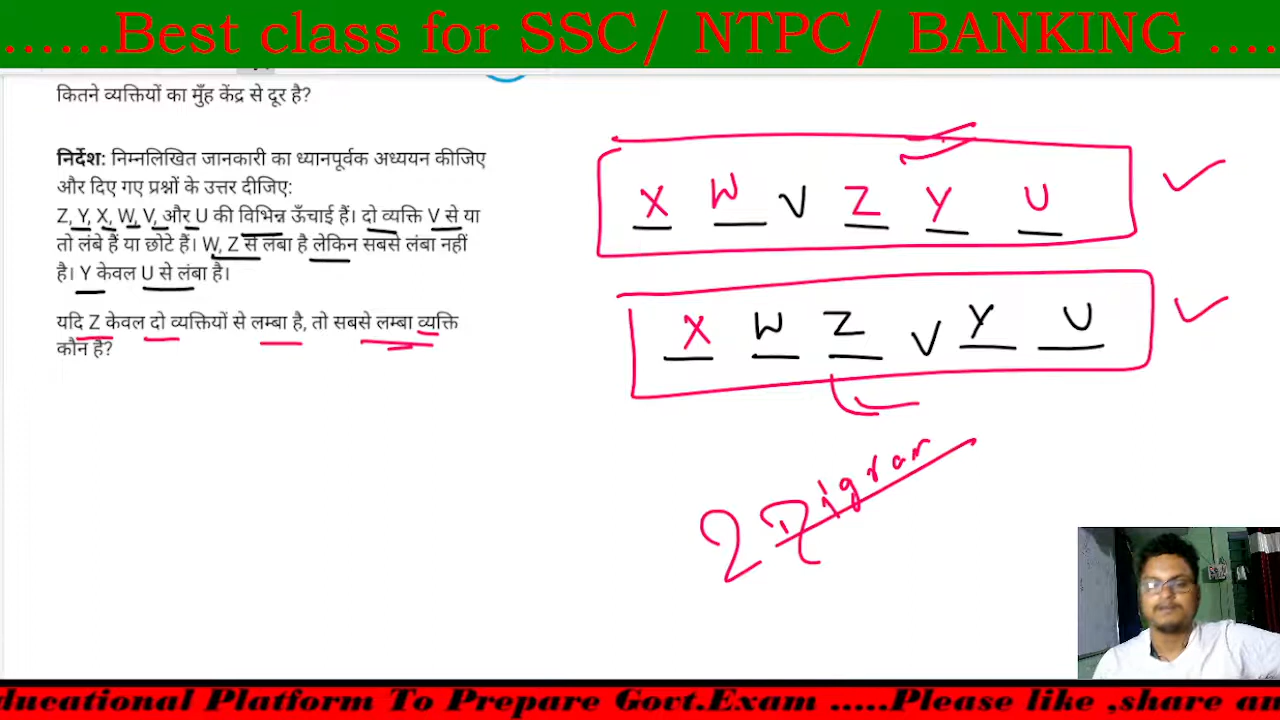 ......Best class for SSC/ NTPC/ BANKING ....
कितने व्यक्तियों का मुँह केंद्र से दूर है?
निर्देश: निम्नलिखित जानकारी का ध्यानपूर्वक अध्ययन कीजिए
और दिए गए प्रश्नों के उत्तर दीजिए:
Z, Y, X, W, V, और U की विभिन्न ऊँचाई हैं। दो व्यक्ति V से या
तो लंबे हैं या छोटे हैं। W, Z से लंबा है लेकिन सबसे लंबा नहीं
है। Y केवल U से लंबा है।
यदि Z केवल दो व्यक्तियों से लम्बा है, तो सबसे लम्बा व्यक्ति
कौन है?
X W V Z Y U
X W Z V Y U
2
ducational Platform To Prepare Govt.Exam .....Please like ,share an